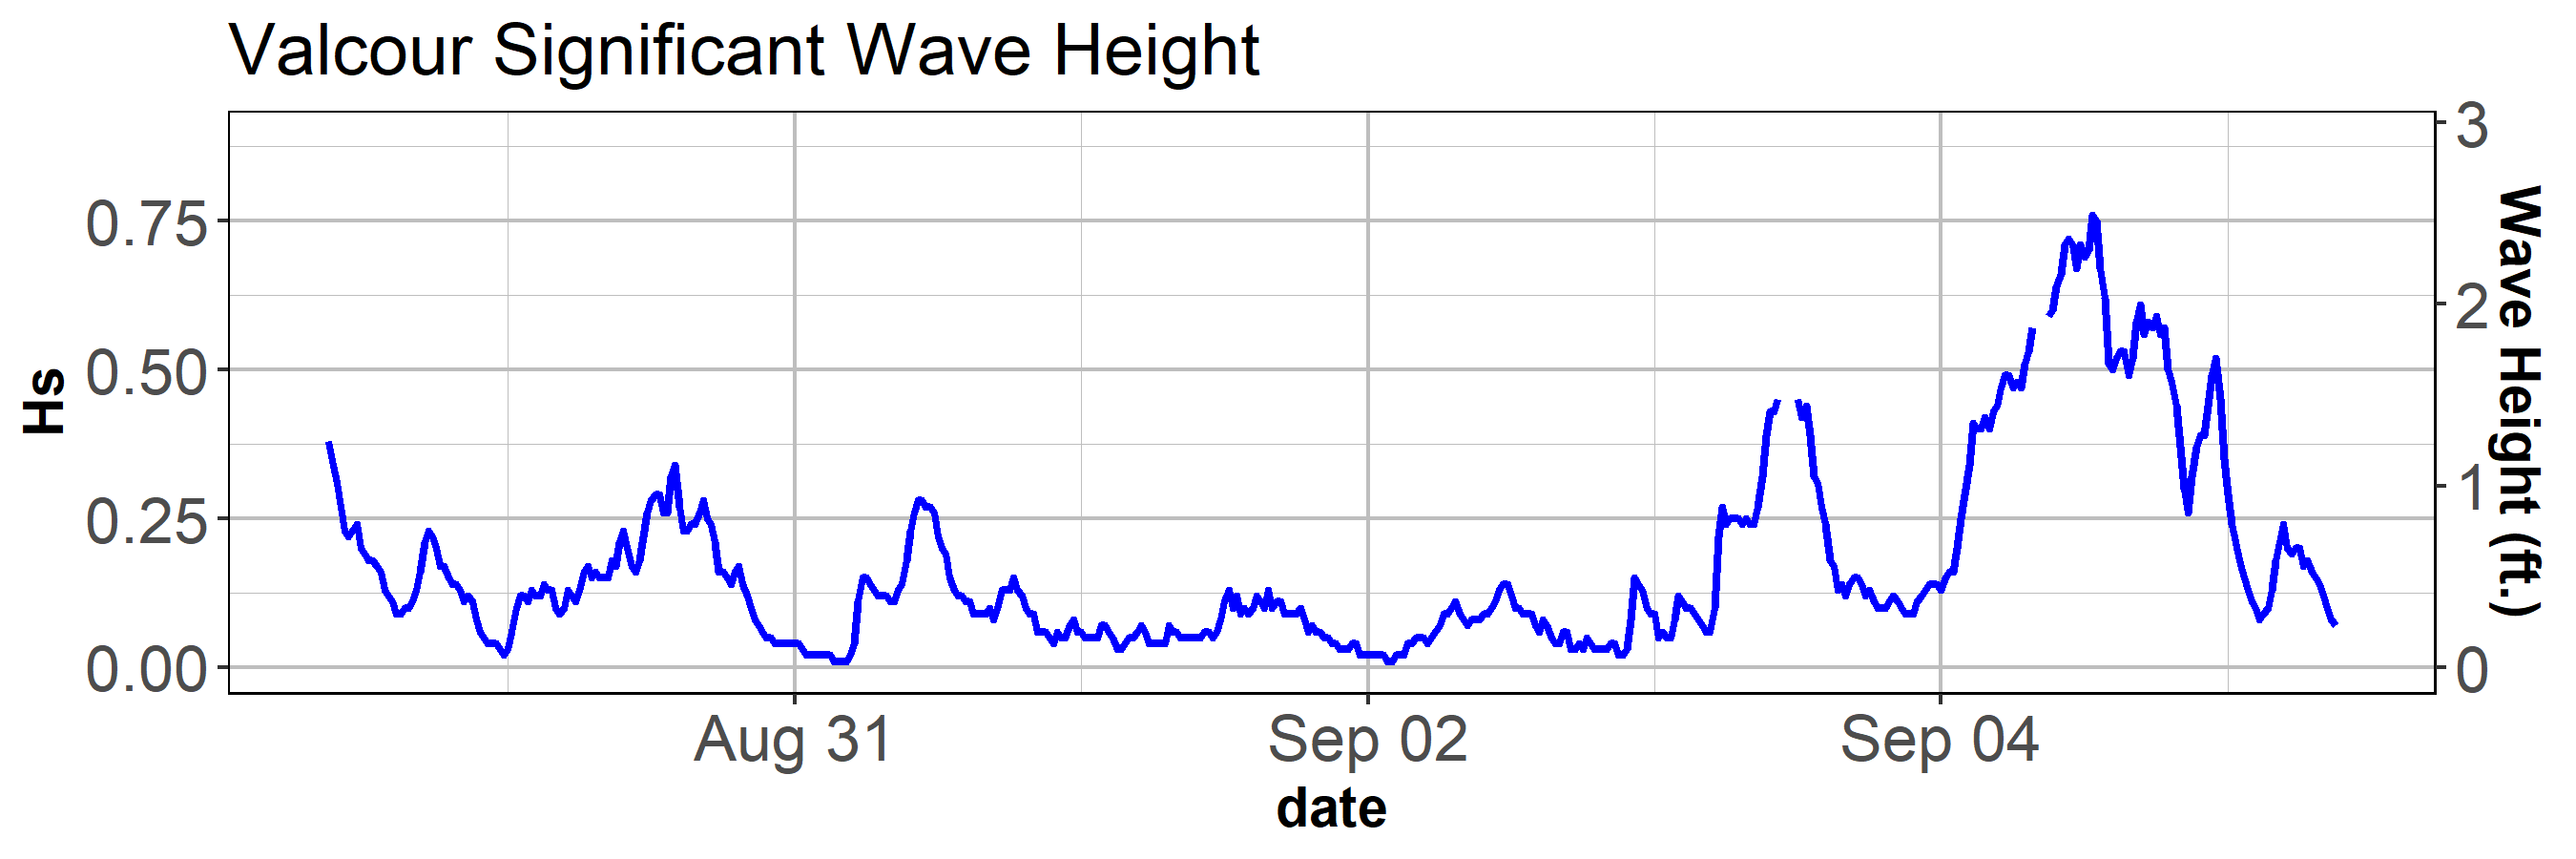 Valcour Significant Wave Height
Hs
0.75
0.50
0.25
0.00
3
2
1
0
Wave Height (ft.)
Aug 31
Sep 02
Sep 04
date